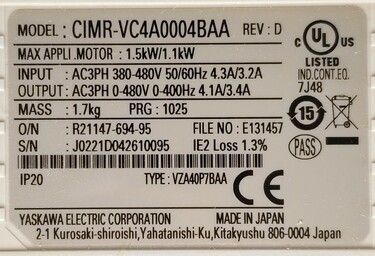 MODEL : CIMR-VC4A0004BAA REV : D
MAX APPLI .MOTOR : 1.5kW/1.1kW
INPUT : AC3PH 380-480V 50/60Hz 4.3A/3.2A
OUTPUT : AC3PH 0-480V 0-400Hz 4.1A/3.4A
MASS : 1.7kg PRG : 1025
O/N : R21147-694-95 FILE NO : E131457
S/N : J0221D042610095 IE2 Loss 1.3%
IP20 TYPE : VZA40P7BAA CE
YASKAWA ELECTRIC CORPORATION MADE IN JAPAN
2-1 Kurosaki-shiroishi,Yahatanishi-Ku,Kitakyushu 806-0004 Japan
C UL US
LISTED
IND.CONT.EQ.
7J48
15
PASS